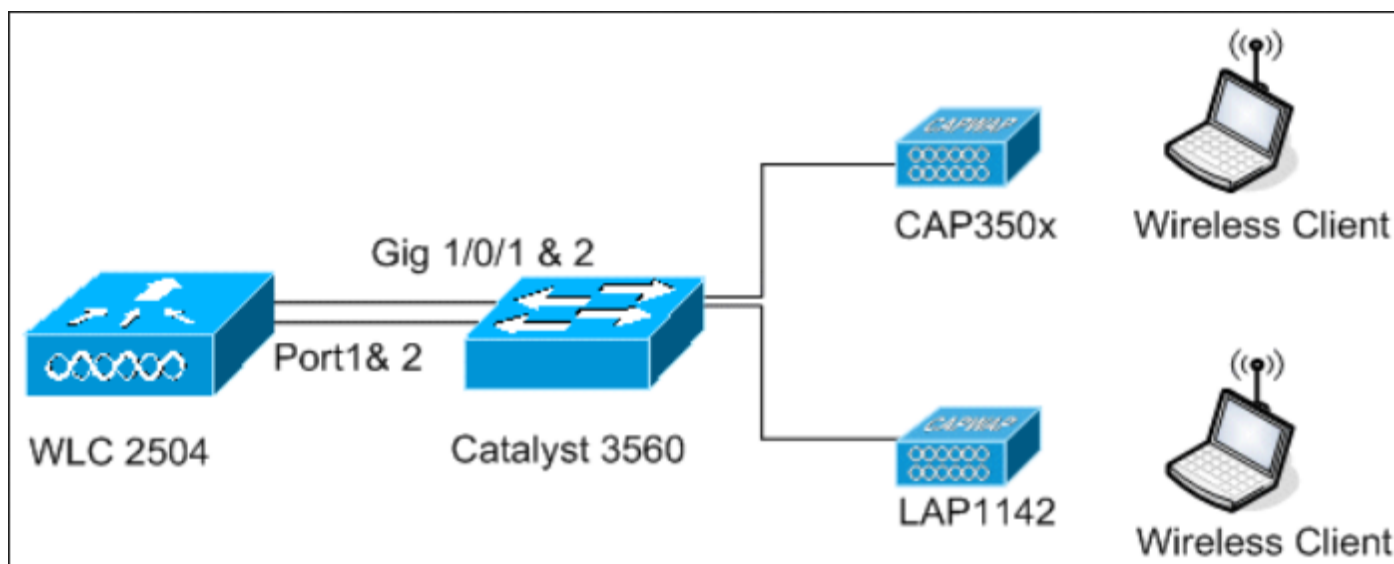 CAPWAP
CAP350x
Wireless Client
Gig 1/0/1 & 2
Port1& 2
WLC 2504
Catalyst 3560
CAPWAP
LAP1142
Wireless Client